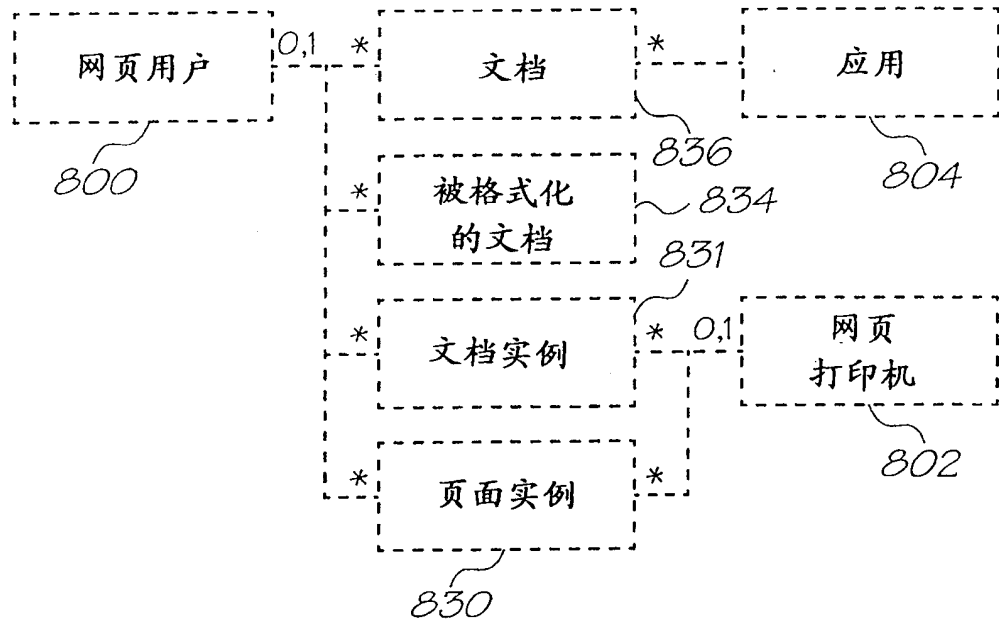 网页用户
0,1
*
文档
*
应用
800
836
804
*
被格式化
的文档
834
831
*
文档实例
*
0,1
网页
打印机
802
*
页面实例
*
830